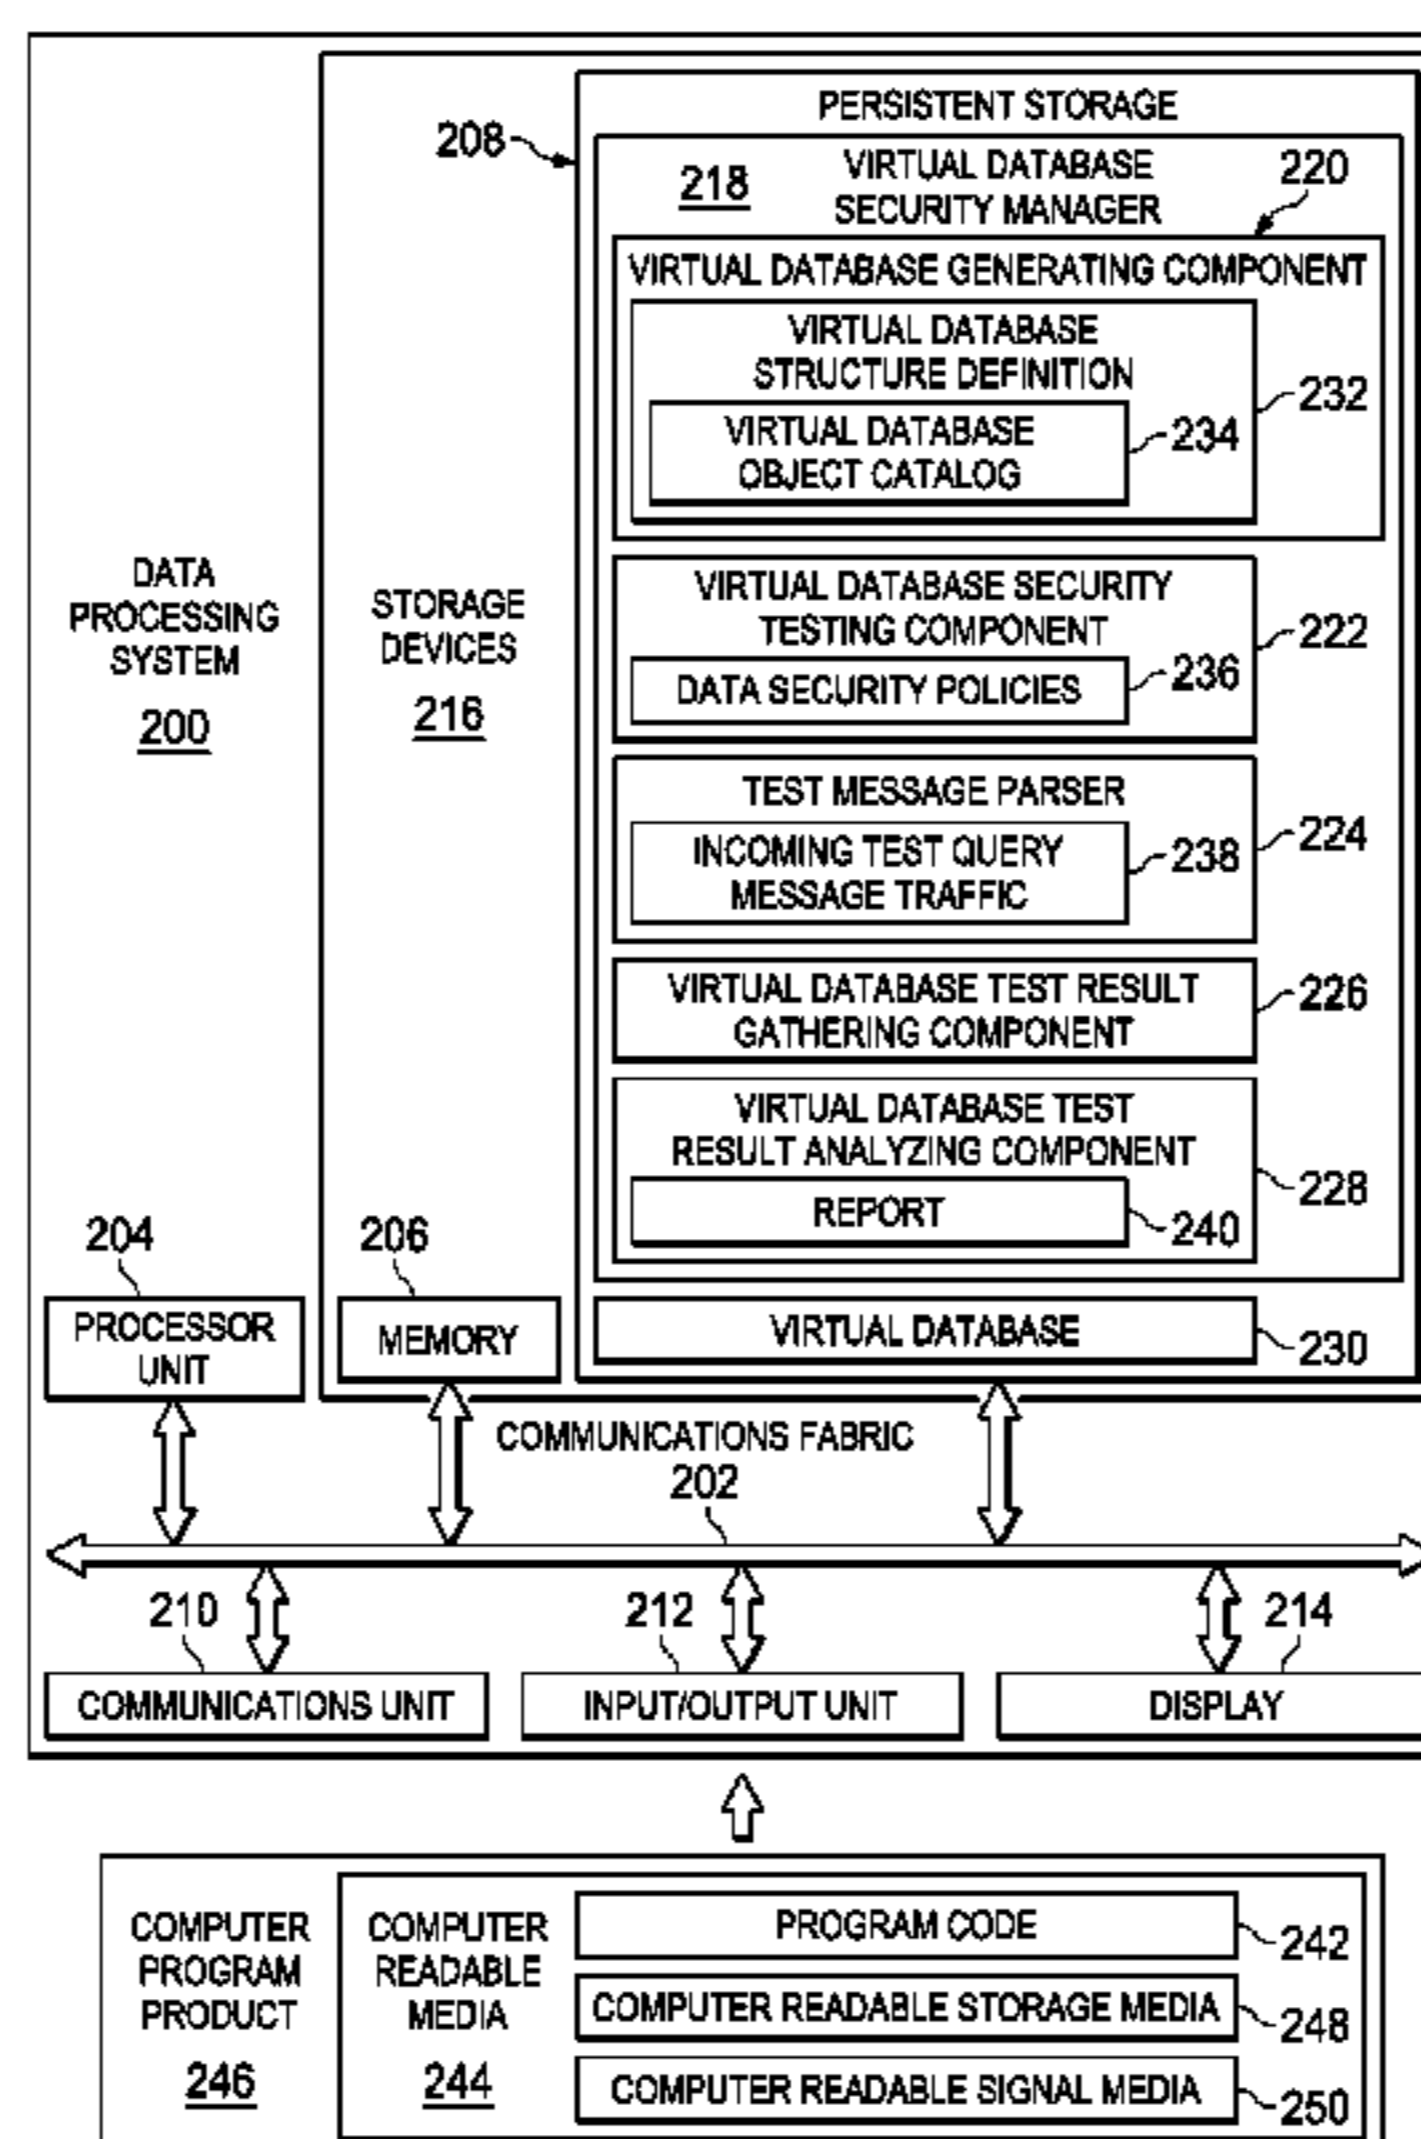 PERSISTENT STORAGE
208
218
VIRTUAL DATABASE
SECURITY MANAGER
220
VIRTUAL DATABASE GENERATING COMPONENT
VIRTUAL DATABASE
STRUCTURE DEFINITION
232
VIRTUAL DATABASE
OBJECT CATALOG
234
DATA
PROCESSING
SYSTEM
200
STORAGE
DEVICES
216
VIRTUAL DATABASE SECURITY
TESTING COMPONENT
222
DATA SECURITY POLICIES
236
TEST MESSAGE PARSER
224
INCOMING TEST QUERY
MESSAGE TRAFFIC
238
VIRTUAL DATABASE TEST RESULT
GATHERING COMPONENT
226
VIRTUAL DATABASE TEST
RESULT ANALYZING COMPONENT
228
REPORT
240
204
PROCESSOR
UNIT
206
MEMORY
VIRTUAL DATABASE
230
COMMUNICATIONS FABRIC
202
210
COMMUNICATIONS UNIT
212
INPUT/OUTPUT UNIT
214
DISPLAY
COMPUTER
PROGRAM
PRODUCT
246
COMPUTER
READABLE
MEDIA
244
PROGRAM CODE
242
COMPUTER READABLE STORAGE MEDIA
248
COMPUTER READABLE SIGNAL MEDIA
250